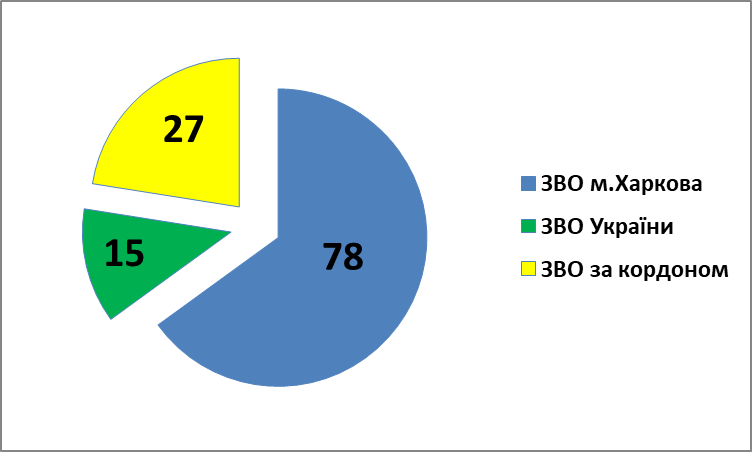 27
15
78
ЗВО м.Харкова
ЗВО України
ЗВО за кордоном